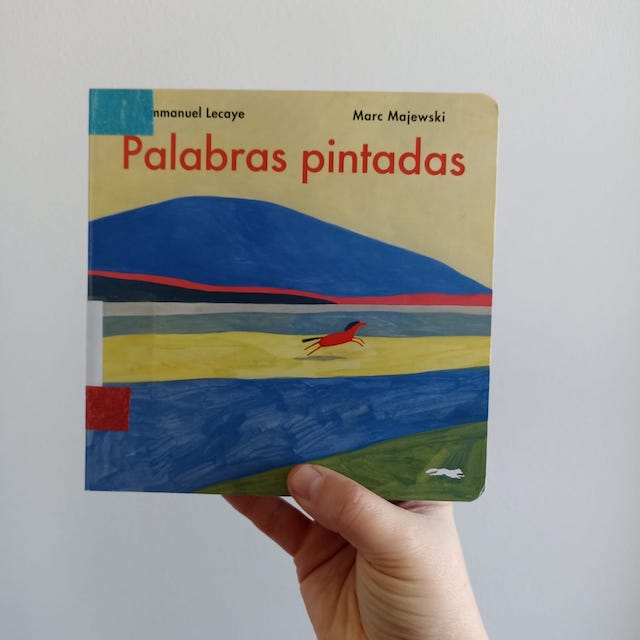 mmanuel Lecaye Marc Majewski
Palabras pintadas